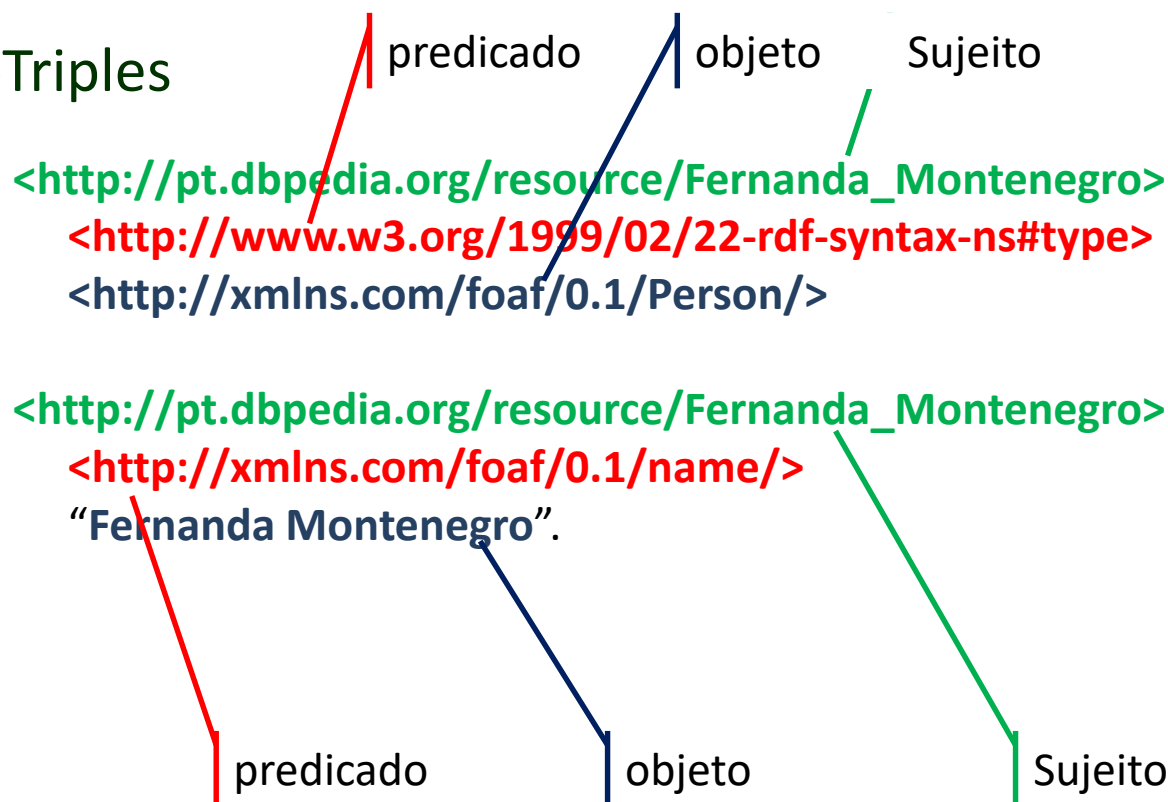 predicado objeto Sujeito
Triples
<http://pt.dbpedia.org/resource/Fernanda_Montenegro>
<http://www.w3.org/1999/02/22-rdf-syntax-ns#type>
<http://xmlns.com/foaf/0.1/Person/>
<http://pt.dbpedia.org/resource/Fernanda_Montenegro>
<http://xmlns.com/foaf/0.1/name/>
“Fernanda Montenegro”.
predicado objeto Sujeito